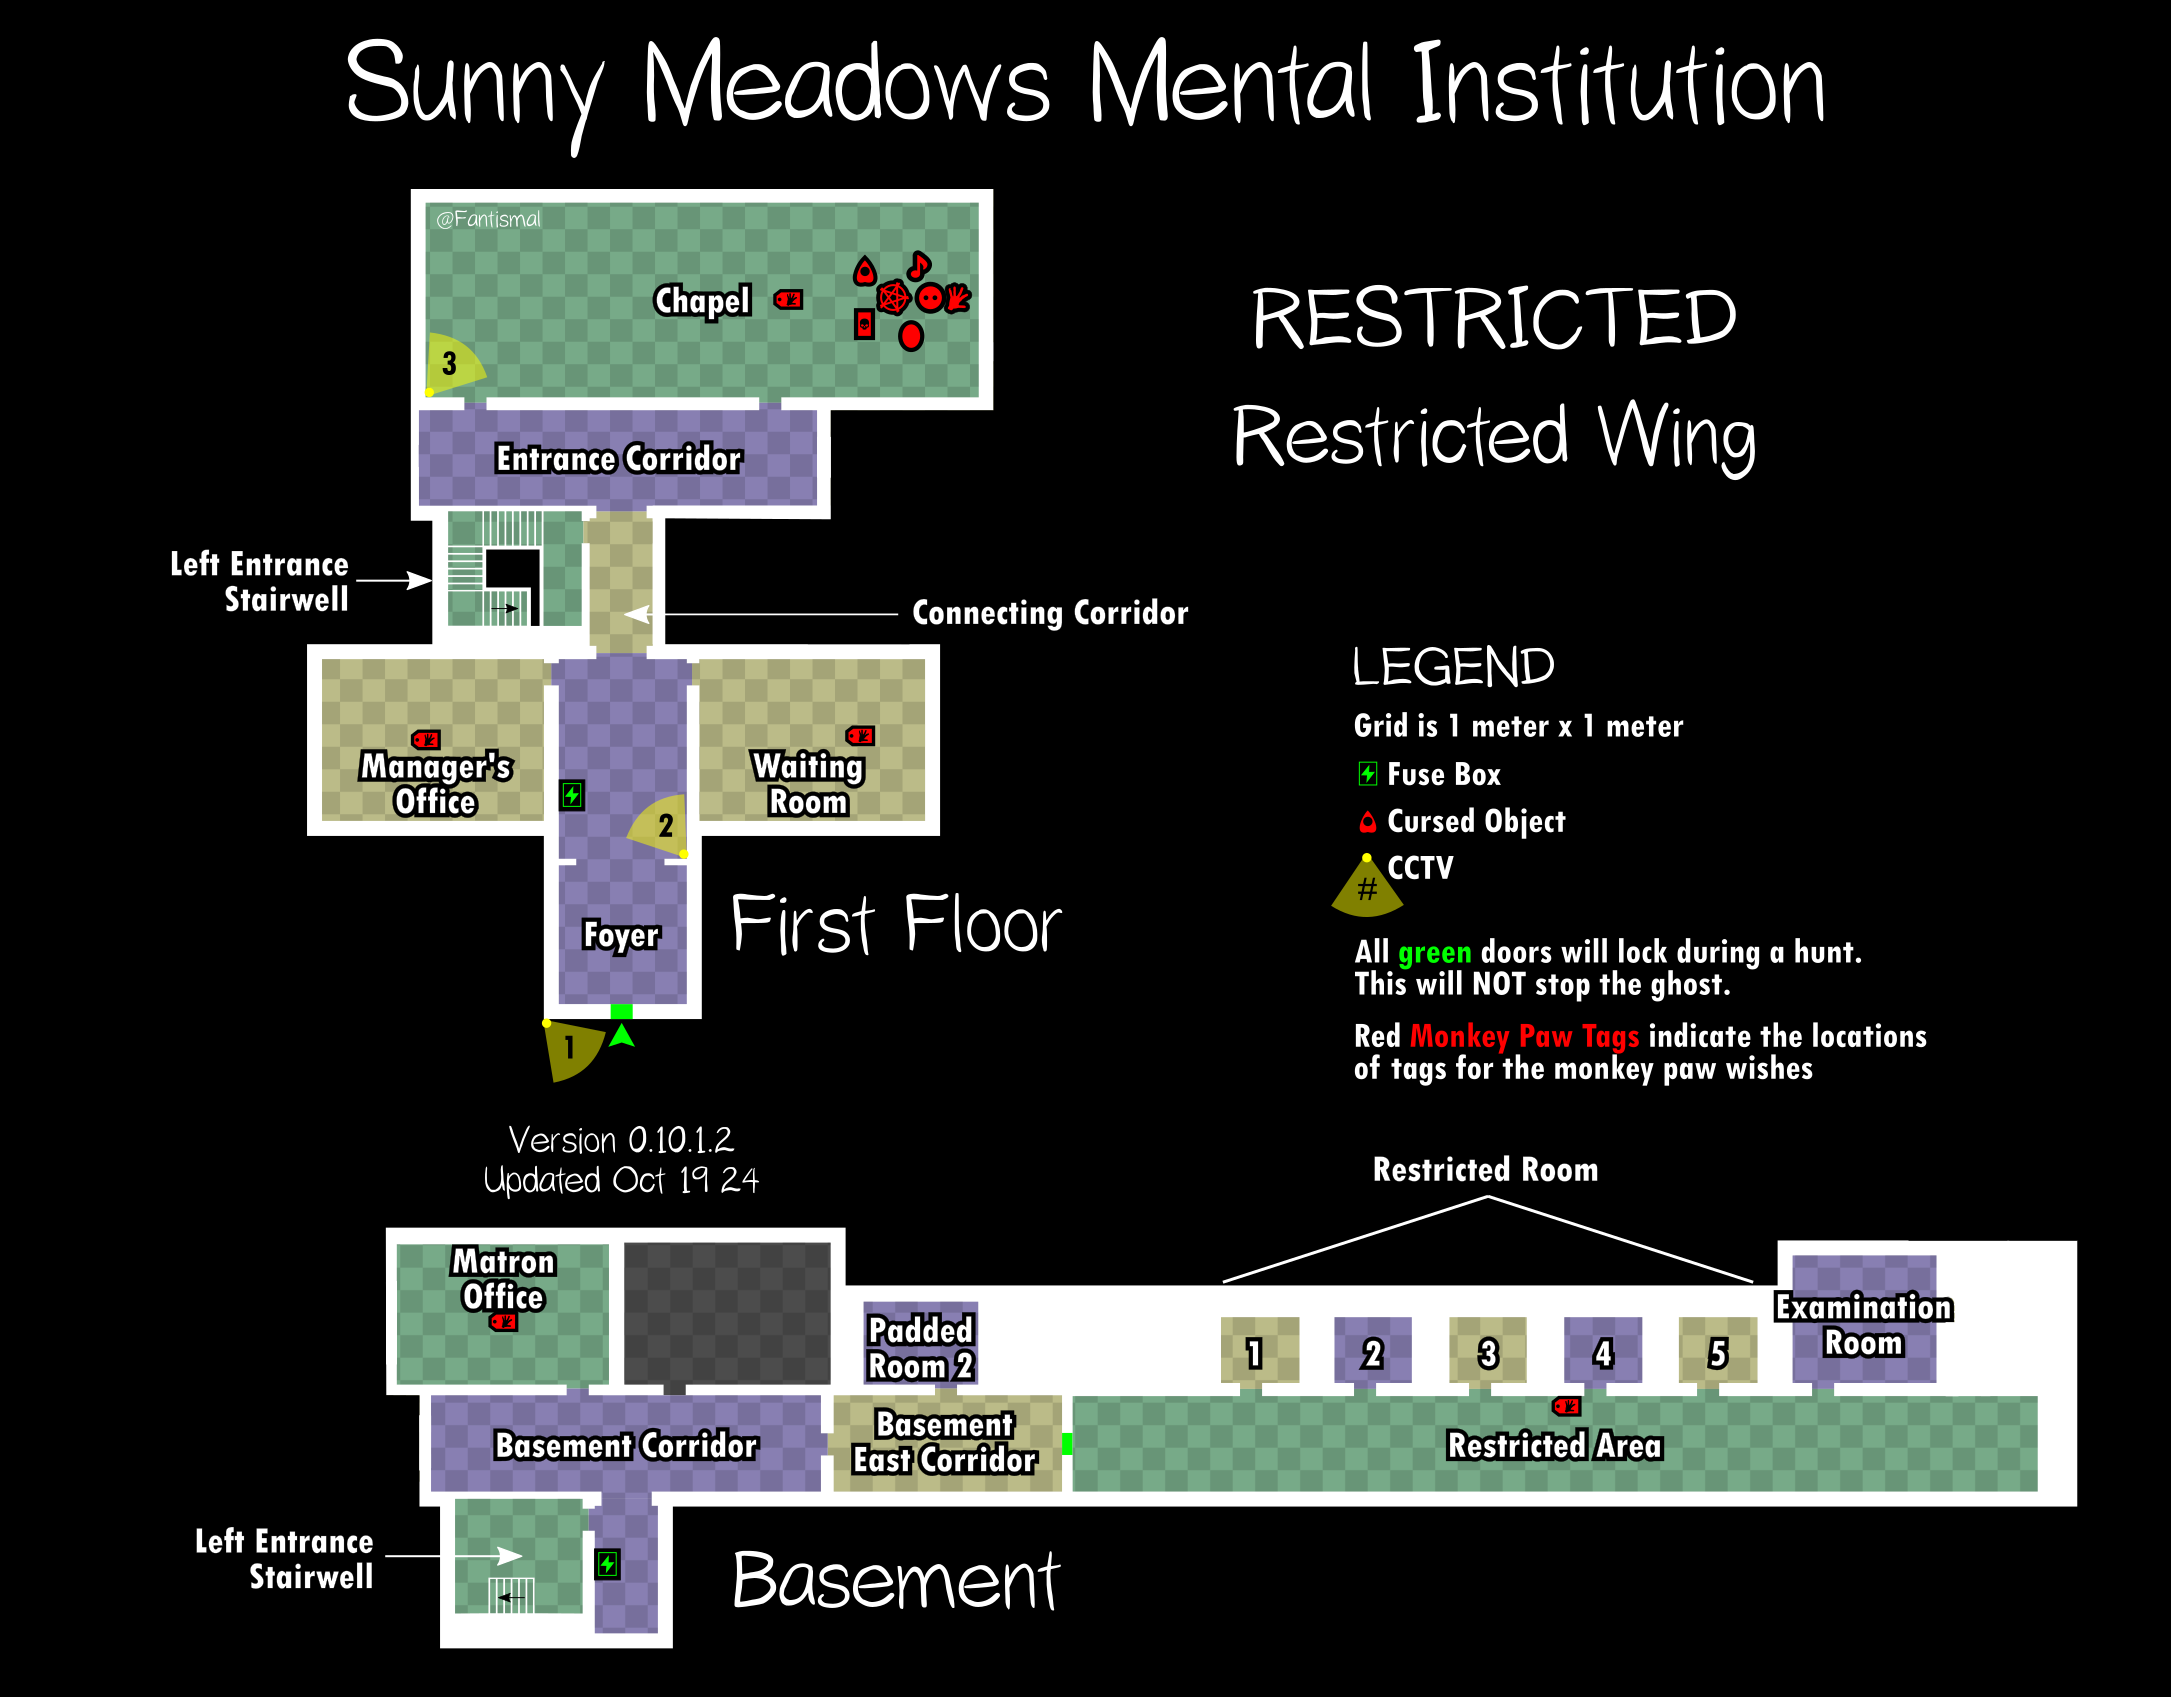 Sunny Meadows Mental Institution
@Fantismal
Chapel
RESTRICTED
Restricted Wing
3
Entrance Corridor
Left Entrance
Stairwell
Connecting Corridor
LEGEND
Grid is 1 meter x 1 meter
Fuse Box
Cursed Object
CCTV
#
All green doors will lock during a hunt.
This will NOT stop the ghost.
Red Monkey Paw Tags indicate the locations
of tags for the monkey paw wishes
Manager's
Office
Waiting
Room
2
Foyer
First Floor
1
Version 0.10.1.2
Updated Oct 19 24
Restricted Room
Matron
Office
Padded
Room 2
1
2
3
4
5
Examination
Room
Basement Corridor
Basement
East Corridor
Restricted Area
Left Entrance
Stairwell
Basement